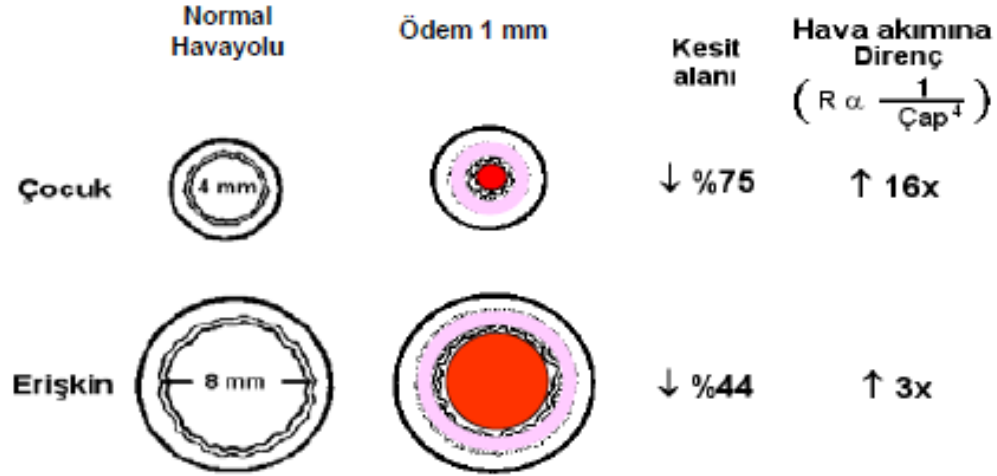 Normal
Havayolu
Ödem 1 mm
Kesit
alanı
Hava akımına
Direnç
( R α 1 / Çap⁴ )
Çocuk
4 mm
↓ %75
↑ 16x
Erişkin
8 mm
↓ %44
↑ 3x